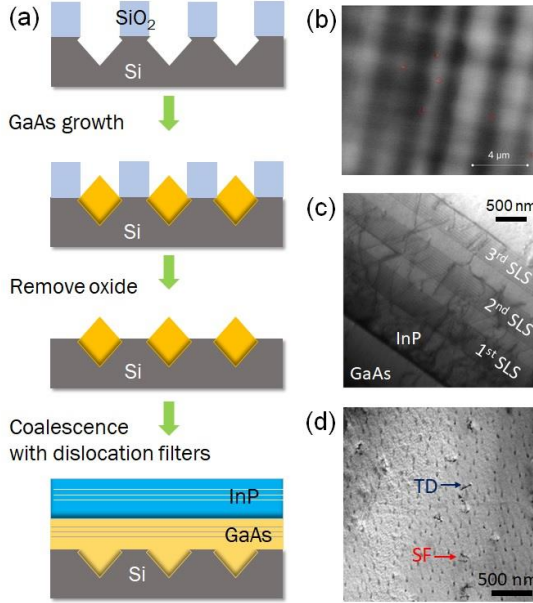 (a)
SiO2
Si
GaAs growth
Si
Remove oxide
Si
Coalescence
with dislocation filters
InP
GaAs
Si
(b)
4 μm
(c)
500 nm
3rd SLS
2nd SLS
1st SLS
InP
GaAs
(d)
TD
SF
500 nm